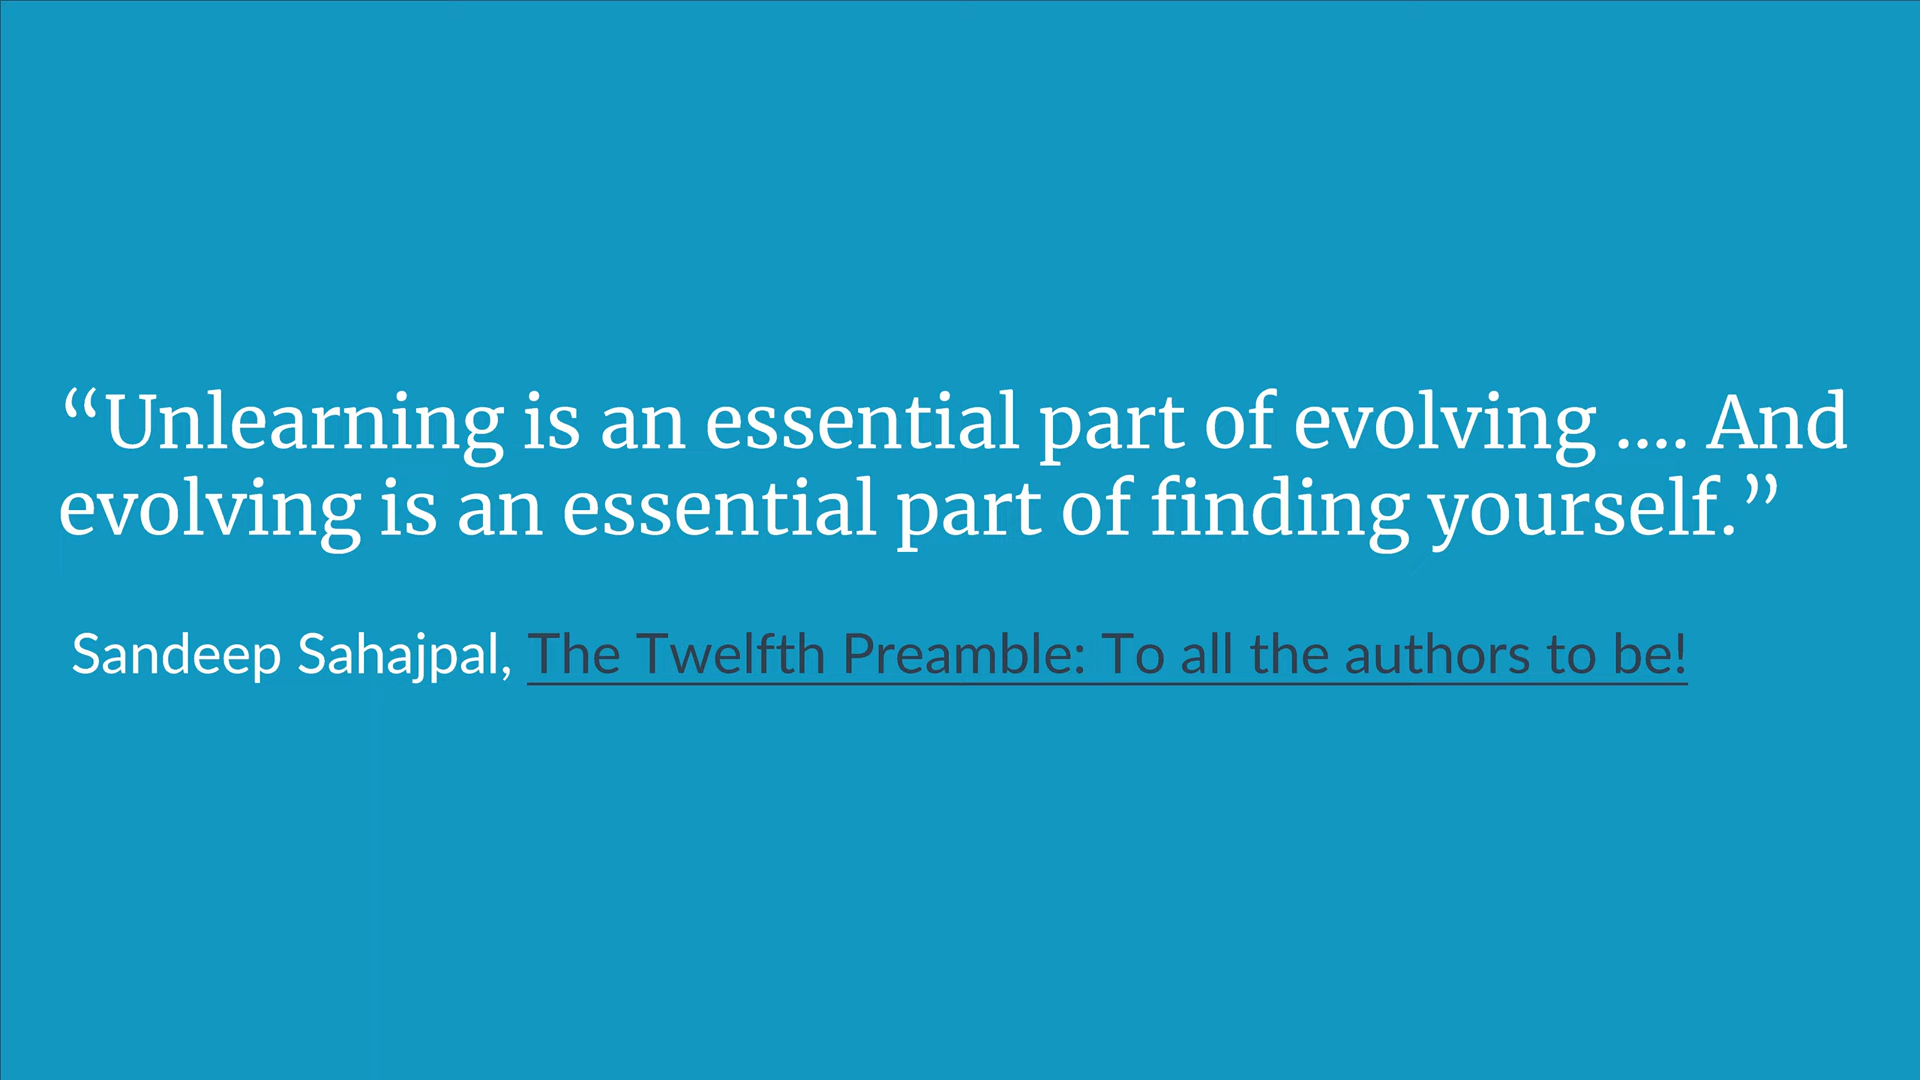 “Unlearning is an essential part of evolving .... And
evolving is an essential part of finding yourself.”
Sandeep Sahajpal, The Twelfth Preamble: To all the authors to be!